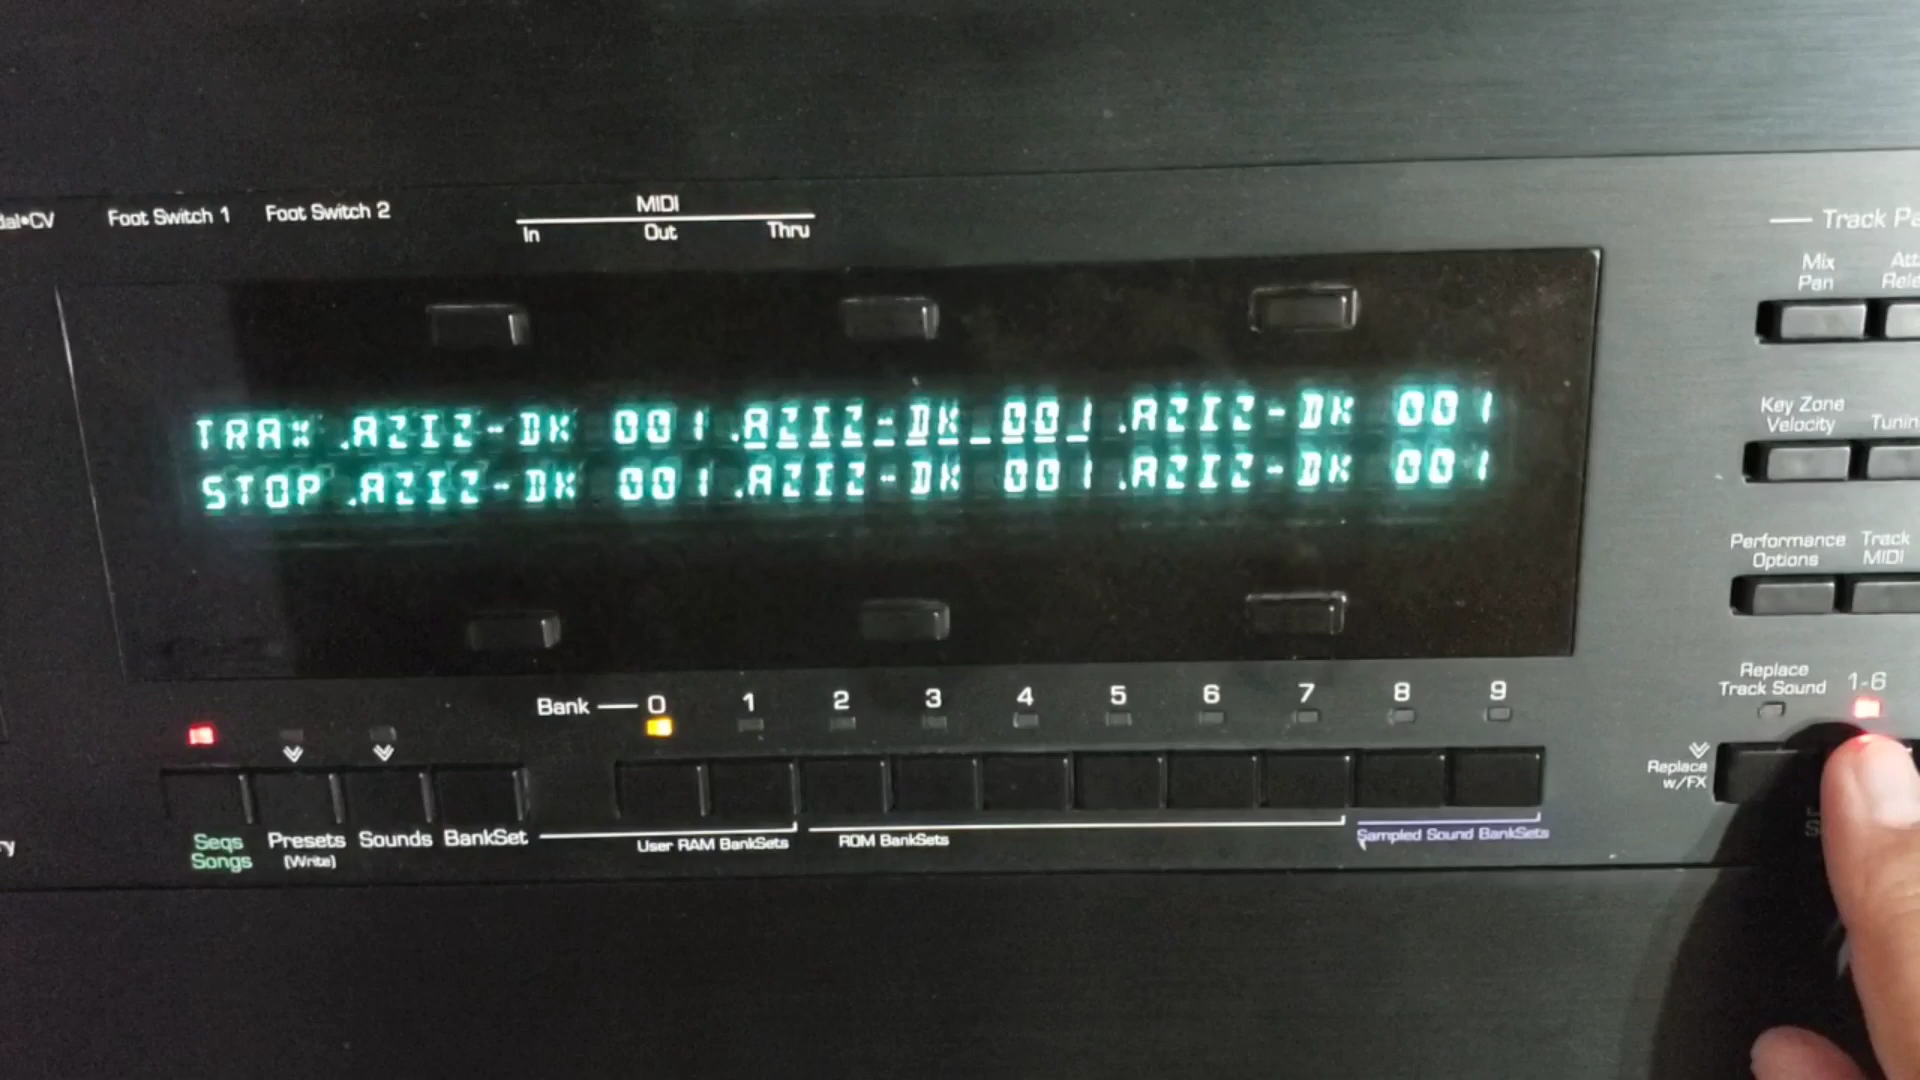 Foot Switch 1 Foot Switch 2
MIDI
In Out Thru
Track
Mix
Pan
TRAX .AZIZ-DK 001 .AZIZ-DK 001 .AZIZ-DK 001
STOP .AZIZ-DK 001 .AZIZ-DK 001 .AZIZ-DK 001
Key Zone
Velocity
Performance
Options
Track
MIDI
Replace
Track Sound
1-6
Bank 0 1 2 3 4 5 6 7 8 9
Replace
w/FX
Seqs
Songs
Presets
(Write)
Sounds
BankSet
User RAM BankSets
ROM BankSets
Sampled Sound BankSets